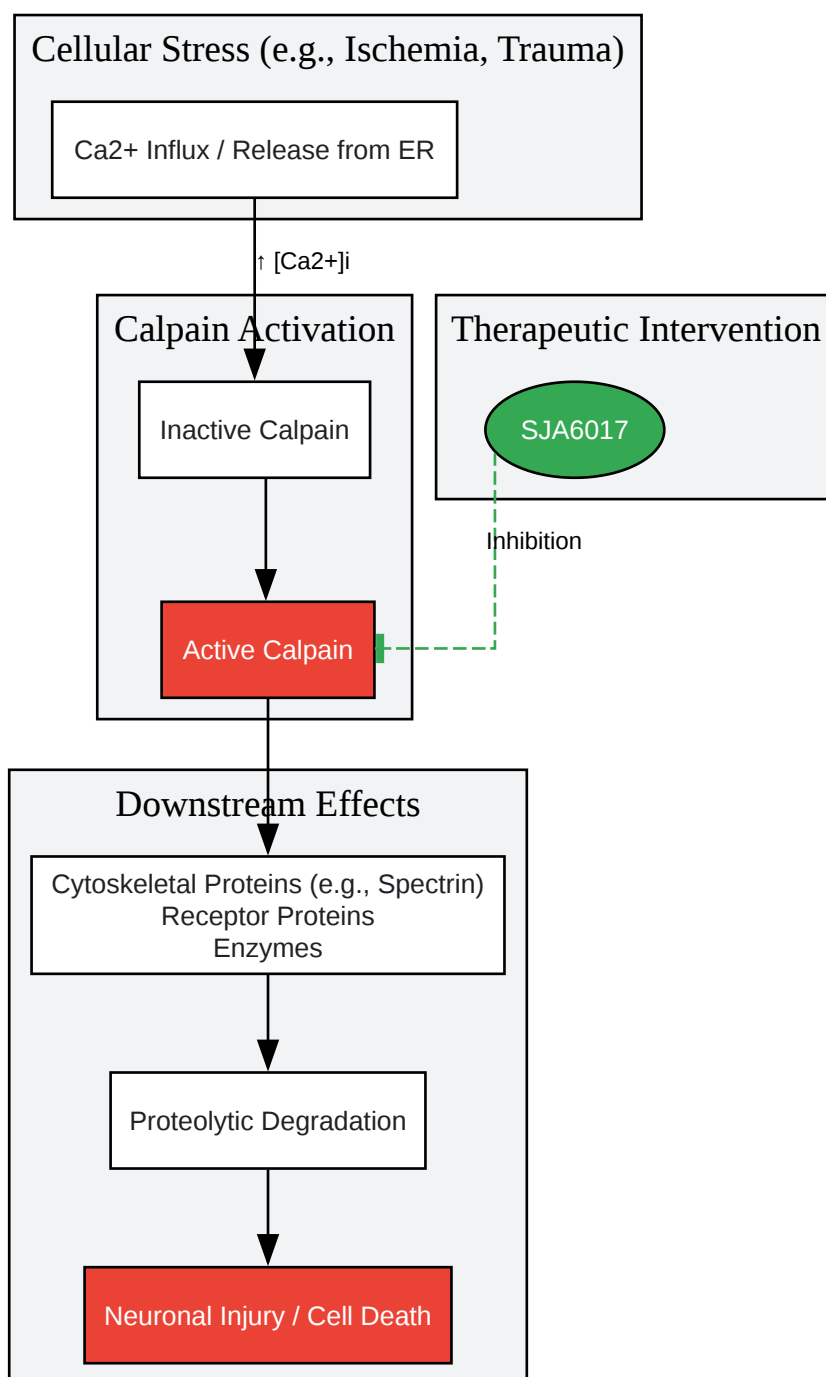 Cellular Stress (e.g., Ischemia, Trauma)
Ca2+ Influx / Release from ER
↑ [Ca2+]i
Calpain Activation
Therapeutic Intervention
Inactive Calpain
SJA6017
Inhibition
Active Calpain
Downstream Effects
Cytoskeletal Proteins (e.g., Spectrin)
Receptor Proteins
Enzymes
Proteolytic Degradation
Neuronal Injury / Cell Death